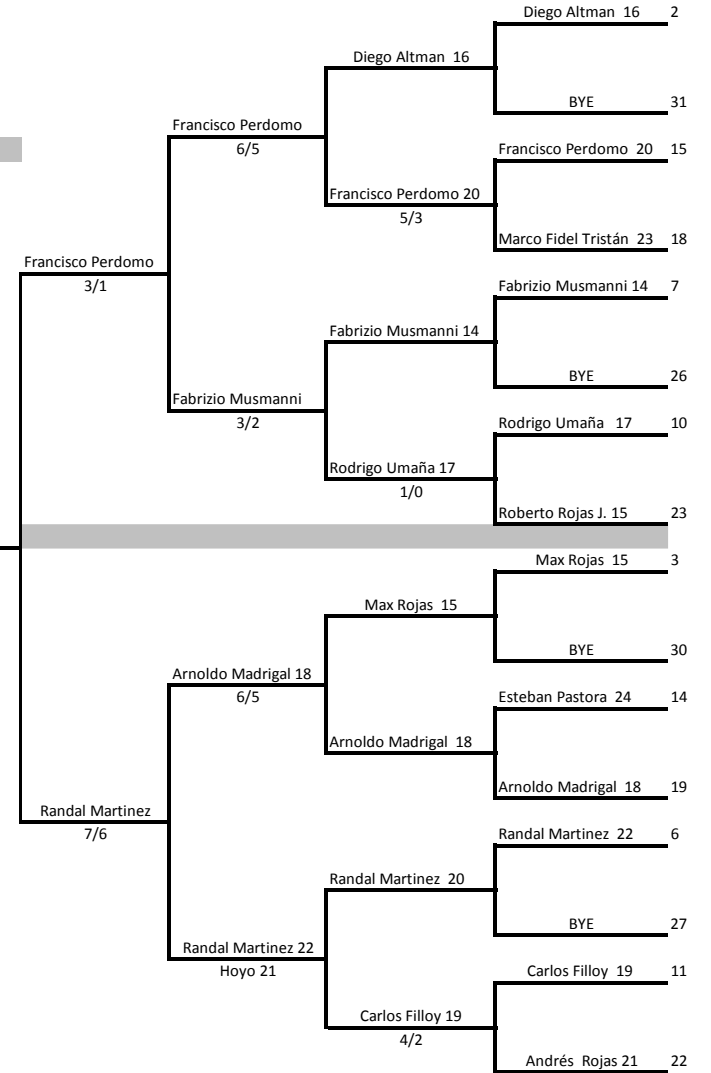 Diego Altman 16 2
Diego Altman 16
BYE 31
Francisco Perdomo
6/5
Francisco Perdomo 20 15
Francisco Perdomo 20
5/3
Marco Fidel Tristán 23 18
Francisco Perdomo
3/1
Fabrizio Musmanni 14 7
Fabrizio Musmanni 14
BYE 26
Fabrizio Musmanni
3/2
Rodrigo Umaña 17 10
Rodrigo Umaña 17
1/0
Roberto Rojas J. 15 23
Max Rojas 15 3
Max Rojas 15
BYE 30
Arnoldo Madrigal 18
6/5
Esteban Pastora 24 14
Arnoldo Madrigal 18
Arnoldo Madrigal 18 19
Randal Martinez
7/6
Randal Martinez 22 6
Randal Martinez 20
BYE 27
Randal Martinez 22
Hoyo 21
Carlos Filloy 19 11
Carlos Filloy 19
4/2
Andrés Rojas 21 22